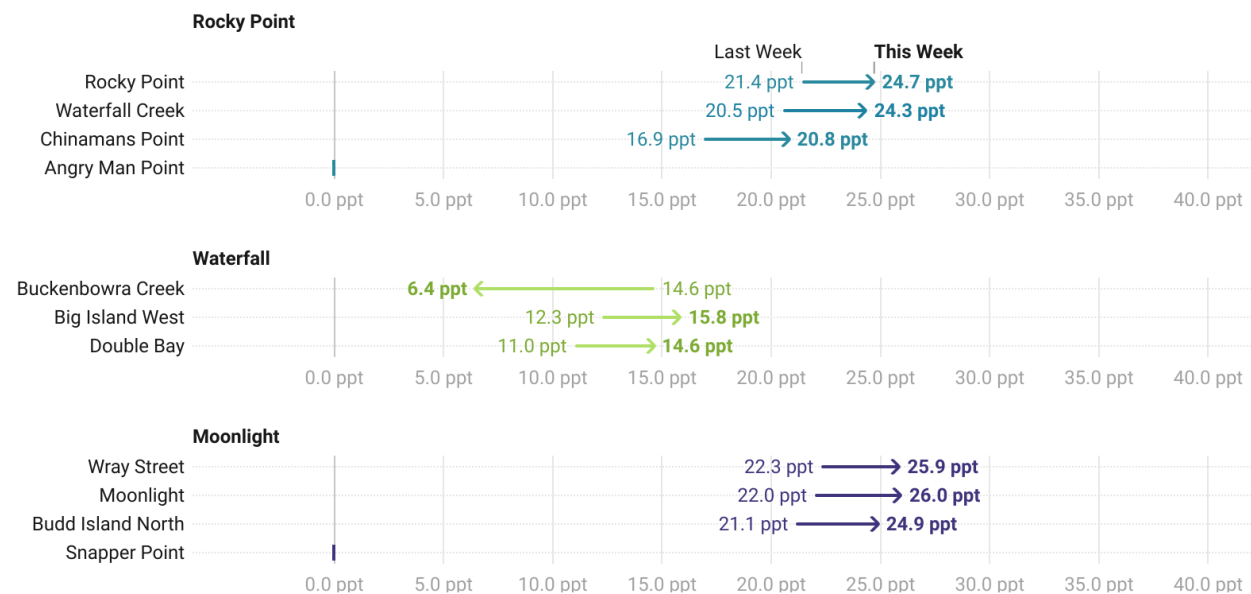 Rocky Point
Last Week This Week
Rocky Point 21.4 ppt 24.7 ppt
Waterfall Creek 20.5 ppt 24.3 ppt
Chinamans Point 16.9 ppt 20.8 ppt
Angry Man Point
0.0 ppt 5.0 ppt 10.0 ppt 15.0 ppt 20.0 ppt 25.0 ppt 30.0 ppt 35.0 ppt 40.0 ppt
Waterfall
Buckenbowra Creek 6.4 ppt 14.6 ppt
Big Island West 12.3 ppt 15.8 ppt
Double Bay 11.0 ppt 14.6 ppt
0.0 ppt 5.0 ppt 10.0 ppt 15.0 ppt 20.0 ppt 25.0 ppt 30.0 ppt 35.0 ppt 40.0 ppt
Moonlight
Wray Street 22.3 ppt 25.9 ppt
Moonlight 22.0 ppt 26.0 ppt
Budd Island North 21.1 ppt 24.9 ppt
Snapper Point
0.0 ppt 5.0 ppt 10.0 ppt 15.0 ppt 20.0 ppt 25.0 ppt 30.0 ppt 35.0 ppt 40.0 ppt